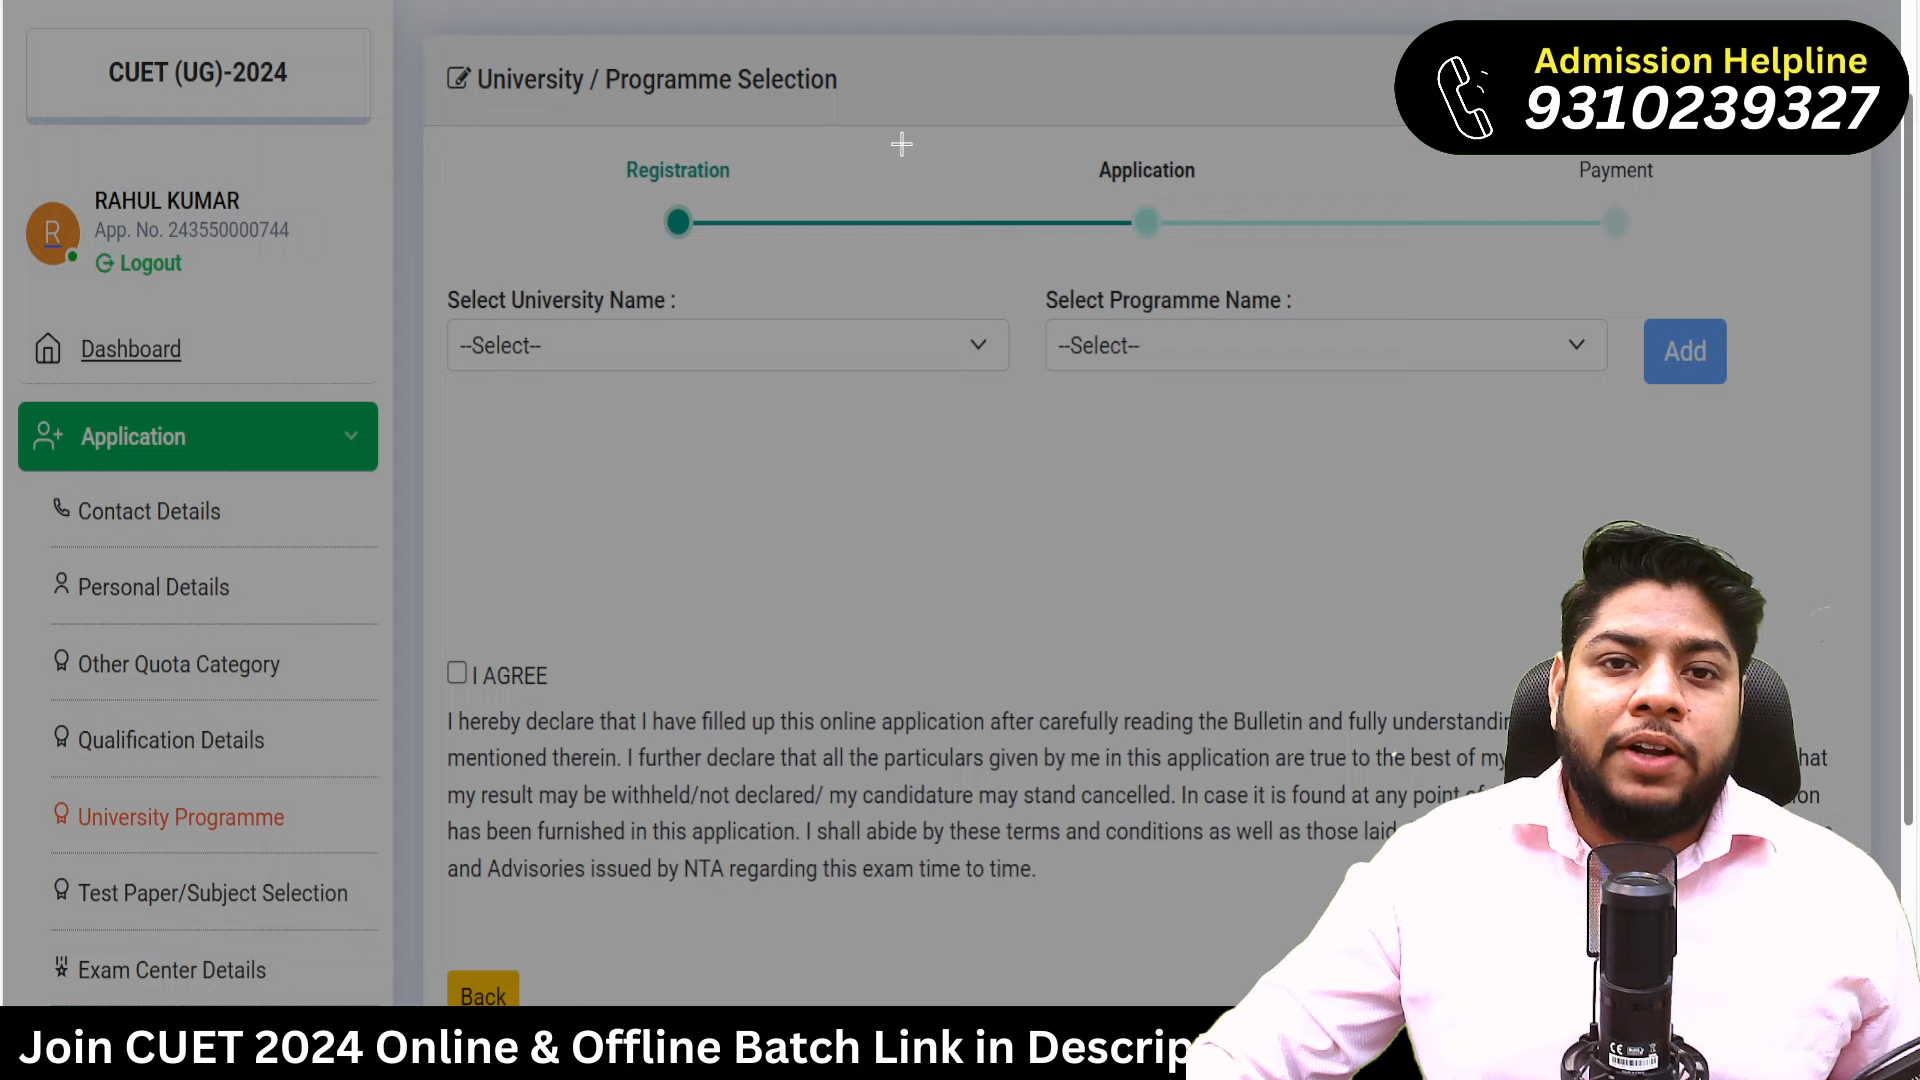 CUET (UG)-2024
RAHUL KUMAR
R
App. No. 243550000744
Logout
Dashboard
Application
Contact Details
Personal Details
Other Quota Category
Qualification Details
University Programme
Test Paper/Subject Selection
Exam Center Details
University / Programme Selection
Admission Helpline
9310239327
Registration
Application
Payment
Select University Name :
Select Programme Name :
--Select--
--Select--
Add
I AGREE
I hereby declare that I have filled up this online application after carefully reading the Bulletin and fully
mentioned therein. I further declare that all the particulars given by me in this application are true to the best of my
my result may be withheld/not declared/ my candidature may stand cancelled. In case it is found at any point
has been furnished in this application. I shall abide by these terms and conditions as well as those
and Advisories issued by NTA regarding this exam time to time.
Back
Join CUET 2024 Online & Offline Batch Link in